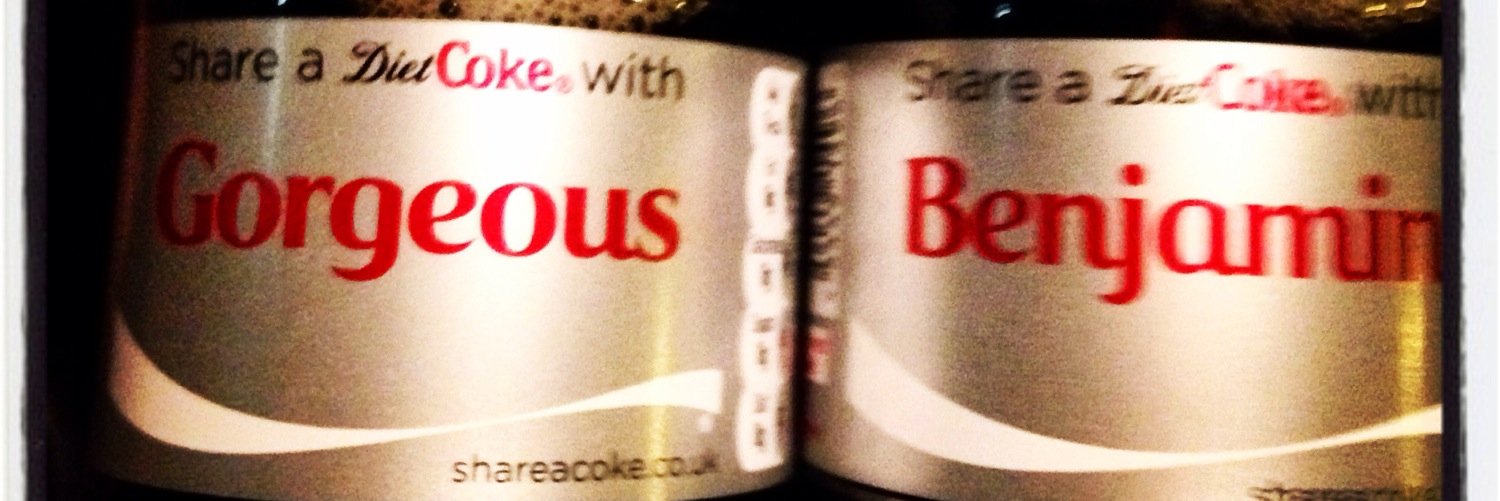 Share a Diet Coke® with
Gorgeous
shareacoke.co.uk
Share a Diet Coke® with
Benjamin